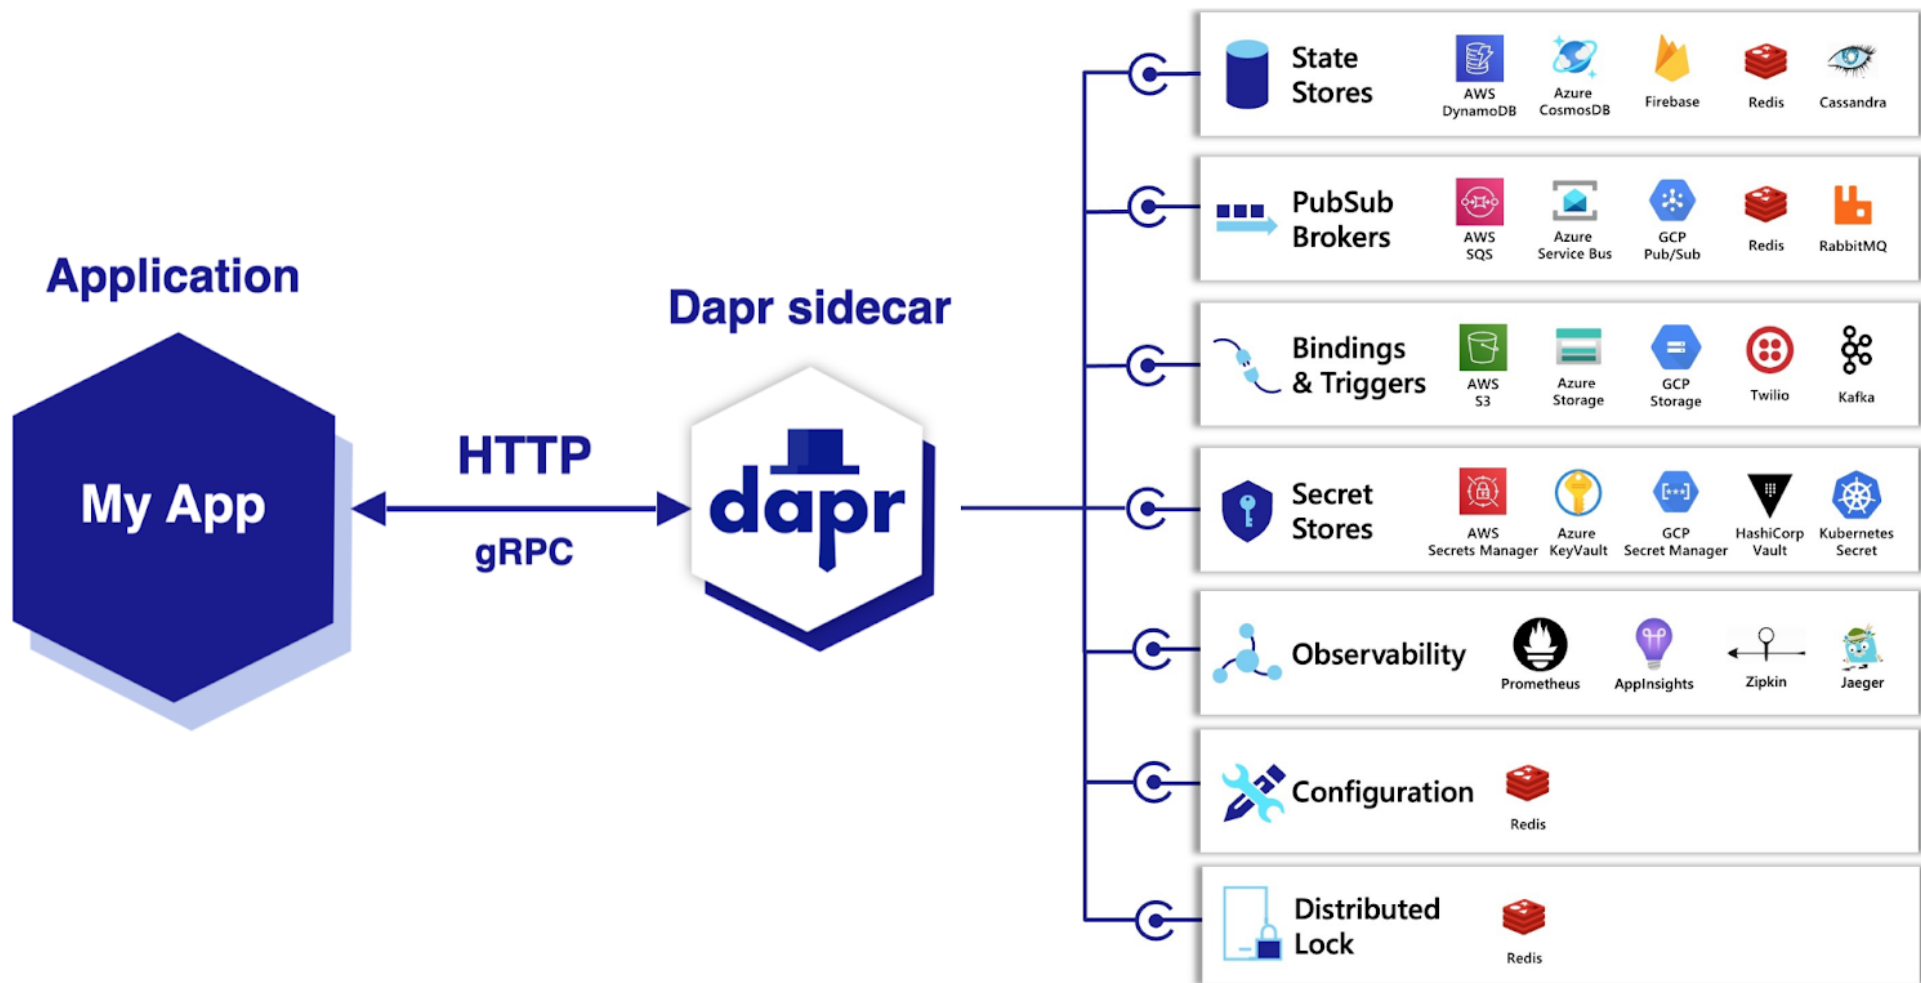 Application
My App
HTTP
gRPC
Dapr sidecar
dapr
State
Stores
AWS
DynamoDB
Azure
CosmosDB
Firebase
Redis
Cassandra
PubSub
Brokers
AWS
SQS
Azure
Service Bus
GCP
Pub/Sub
Redis
RabbitMQ
Bindings
& Triggers
AWS
S3
Azure
Storage
GCP
Storage
Twilio
Kafka
Secret
Stores
AWS
Secrets Manager
Azure
KeyVault
GCP
Secret Manager
HashiCorp
Vault
Kubernetes
Secret
Observability
Prometheus
AppInsights
Zipkin
Jaeger
Configuration
Redis
Distributed
Lock
Redis